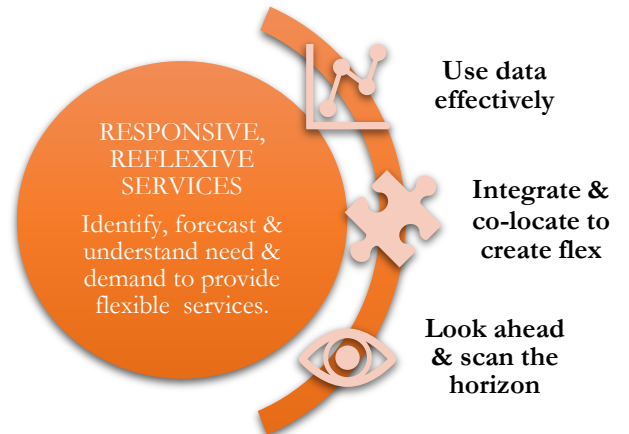 RESPONSIVE,
REFLEXIVE
SERVICES
Identify, forecast &
understand need &
demand to provide
flexible services.
Use data
effectively
Integrate &
co-locate to
create flex
Look ahead
& scan the
horizon